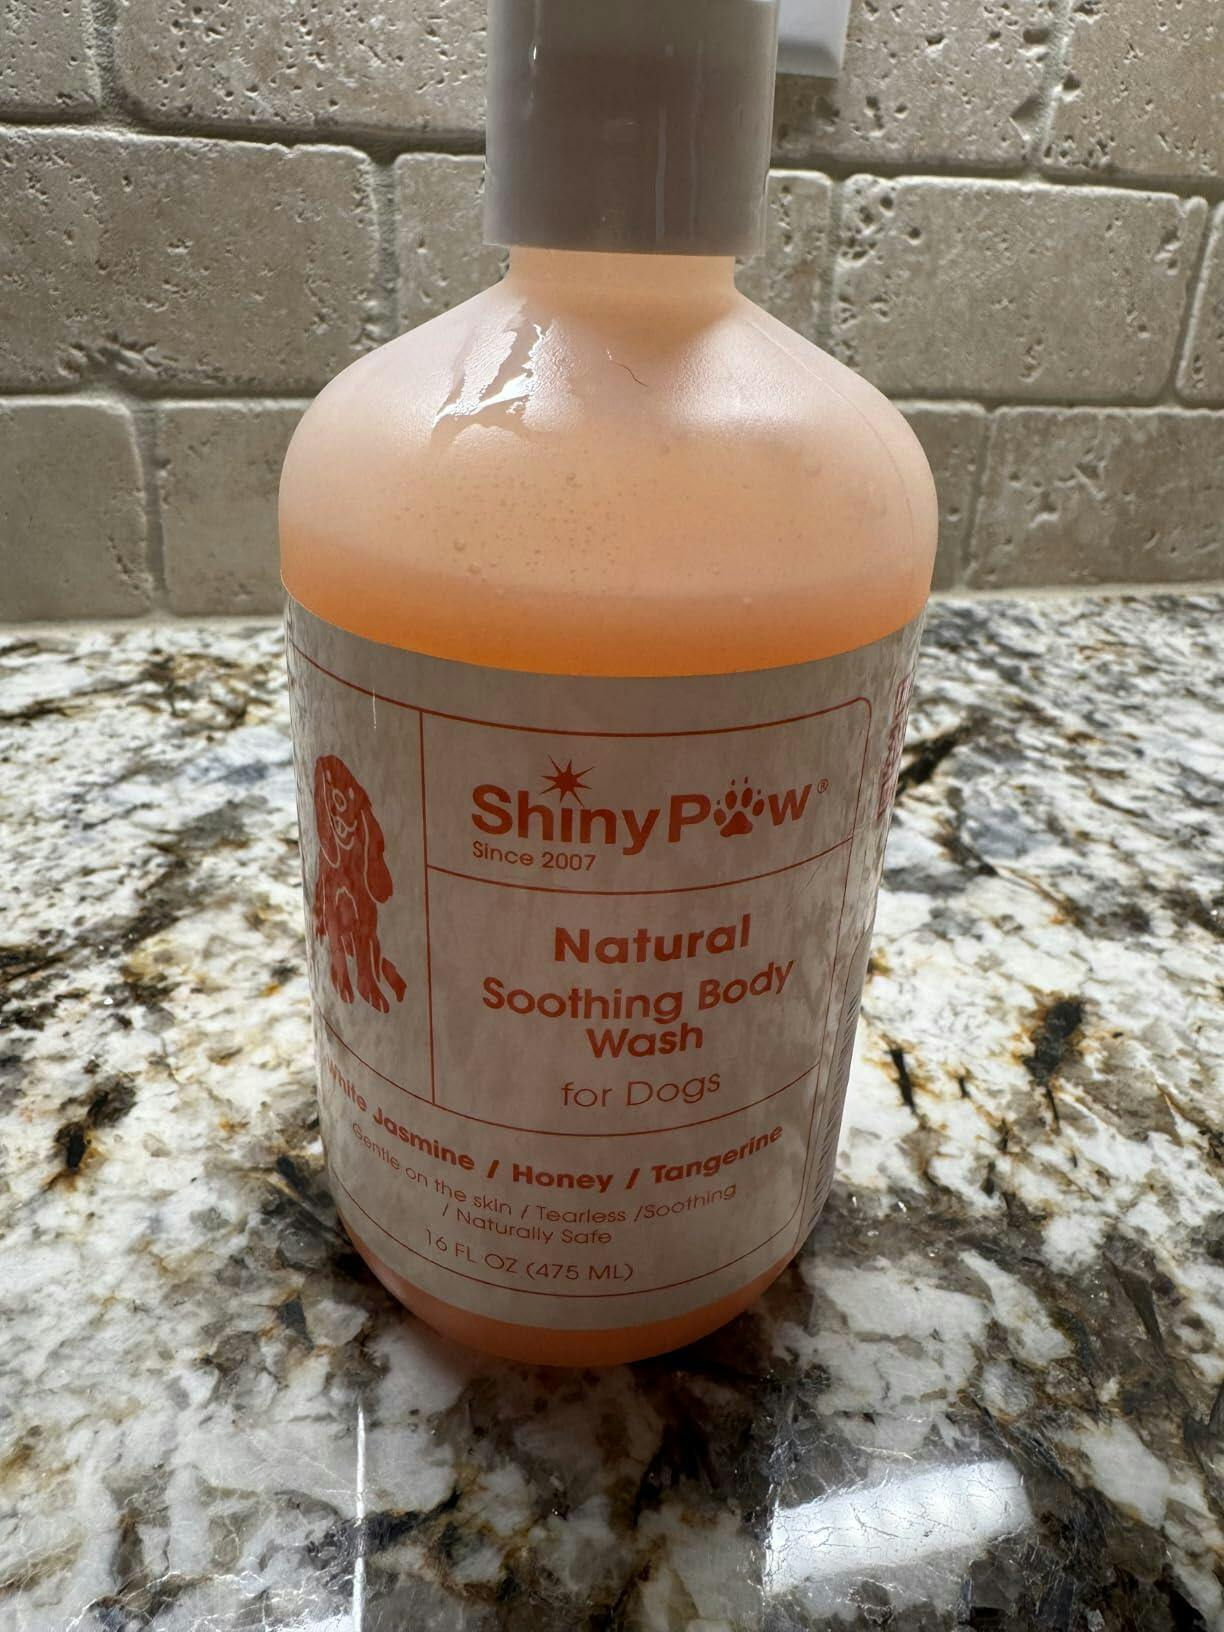 ShinyPaw®
Since 2007
Natural
Soothing Body
Wash
for Dogs
White Jasmine / Honey / Tangerine
Gentle on the skin / Tearless /Soothing
/ Naturally Safe
16 FL OZ (475 ML)